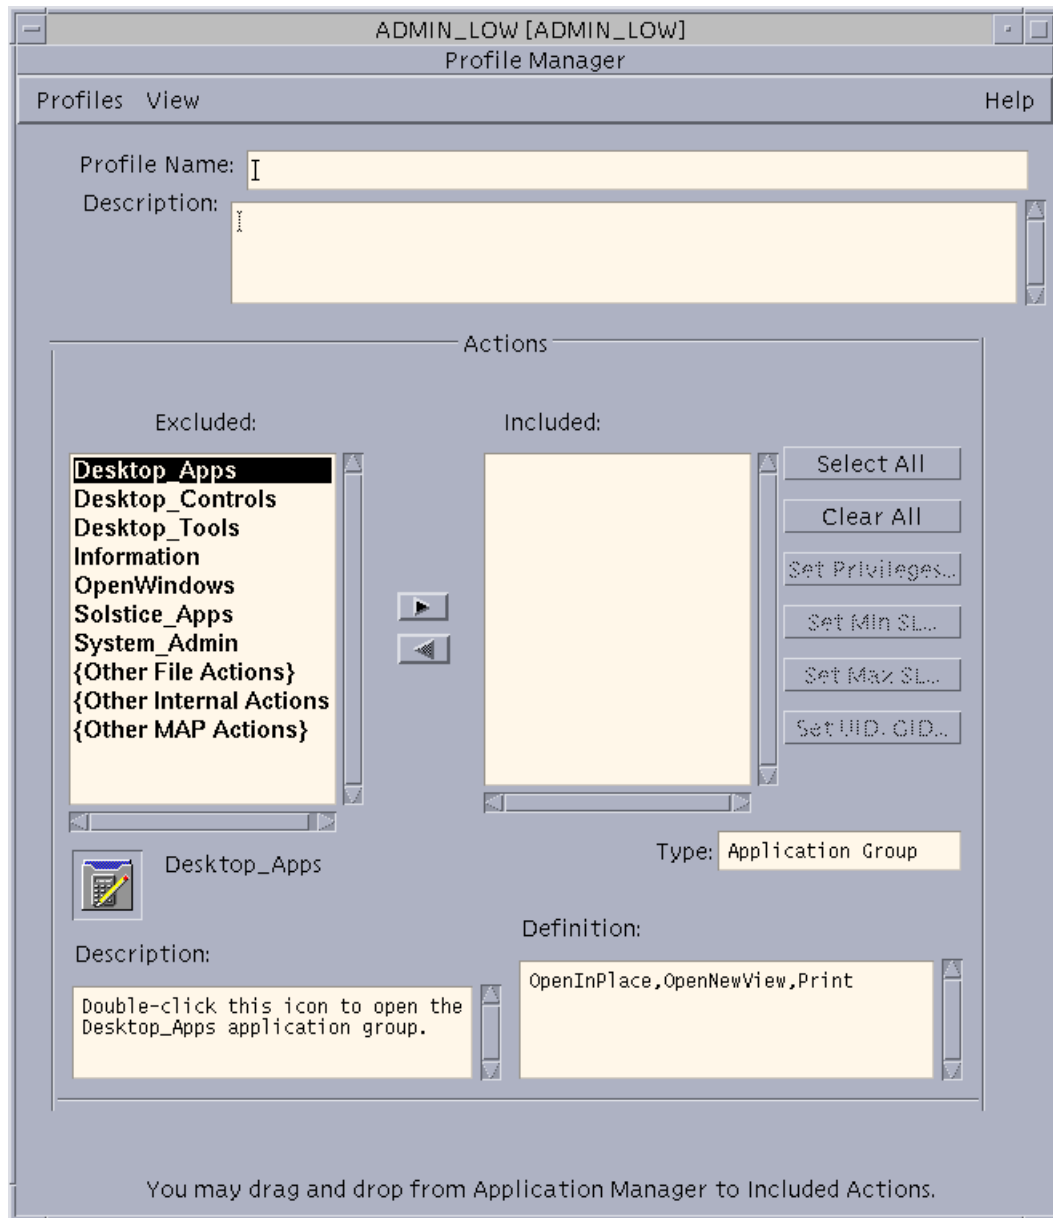 ADMIN_LOW [ADMIN_LOW]
Profile Manager
Profiles View Help
Profile Name:
Description:
Actions
Excluded: Included:
Desktop_Apps
Desktop_Controls
Desktop_Tools
Information
OpenWindows
Solstice_Apps
System_Admin
{Other File Actions}
{Other Internal Actions
{Other MAP Actions}
Select All
Clear All
Set Privileges...
Set Min SL...
Set Max SL...
Set UID, GID...
Desktop_Apps
Type: Application Group
Description:
Double-click this icon to open the
Desktop_Apps application group.
Definition:
OpenInPlace,OpenNewView,Print
You may drag and drop from Application Manager to Included Actions.